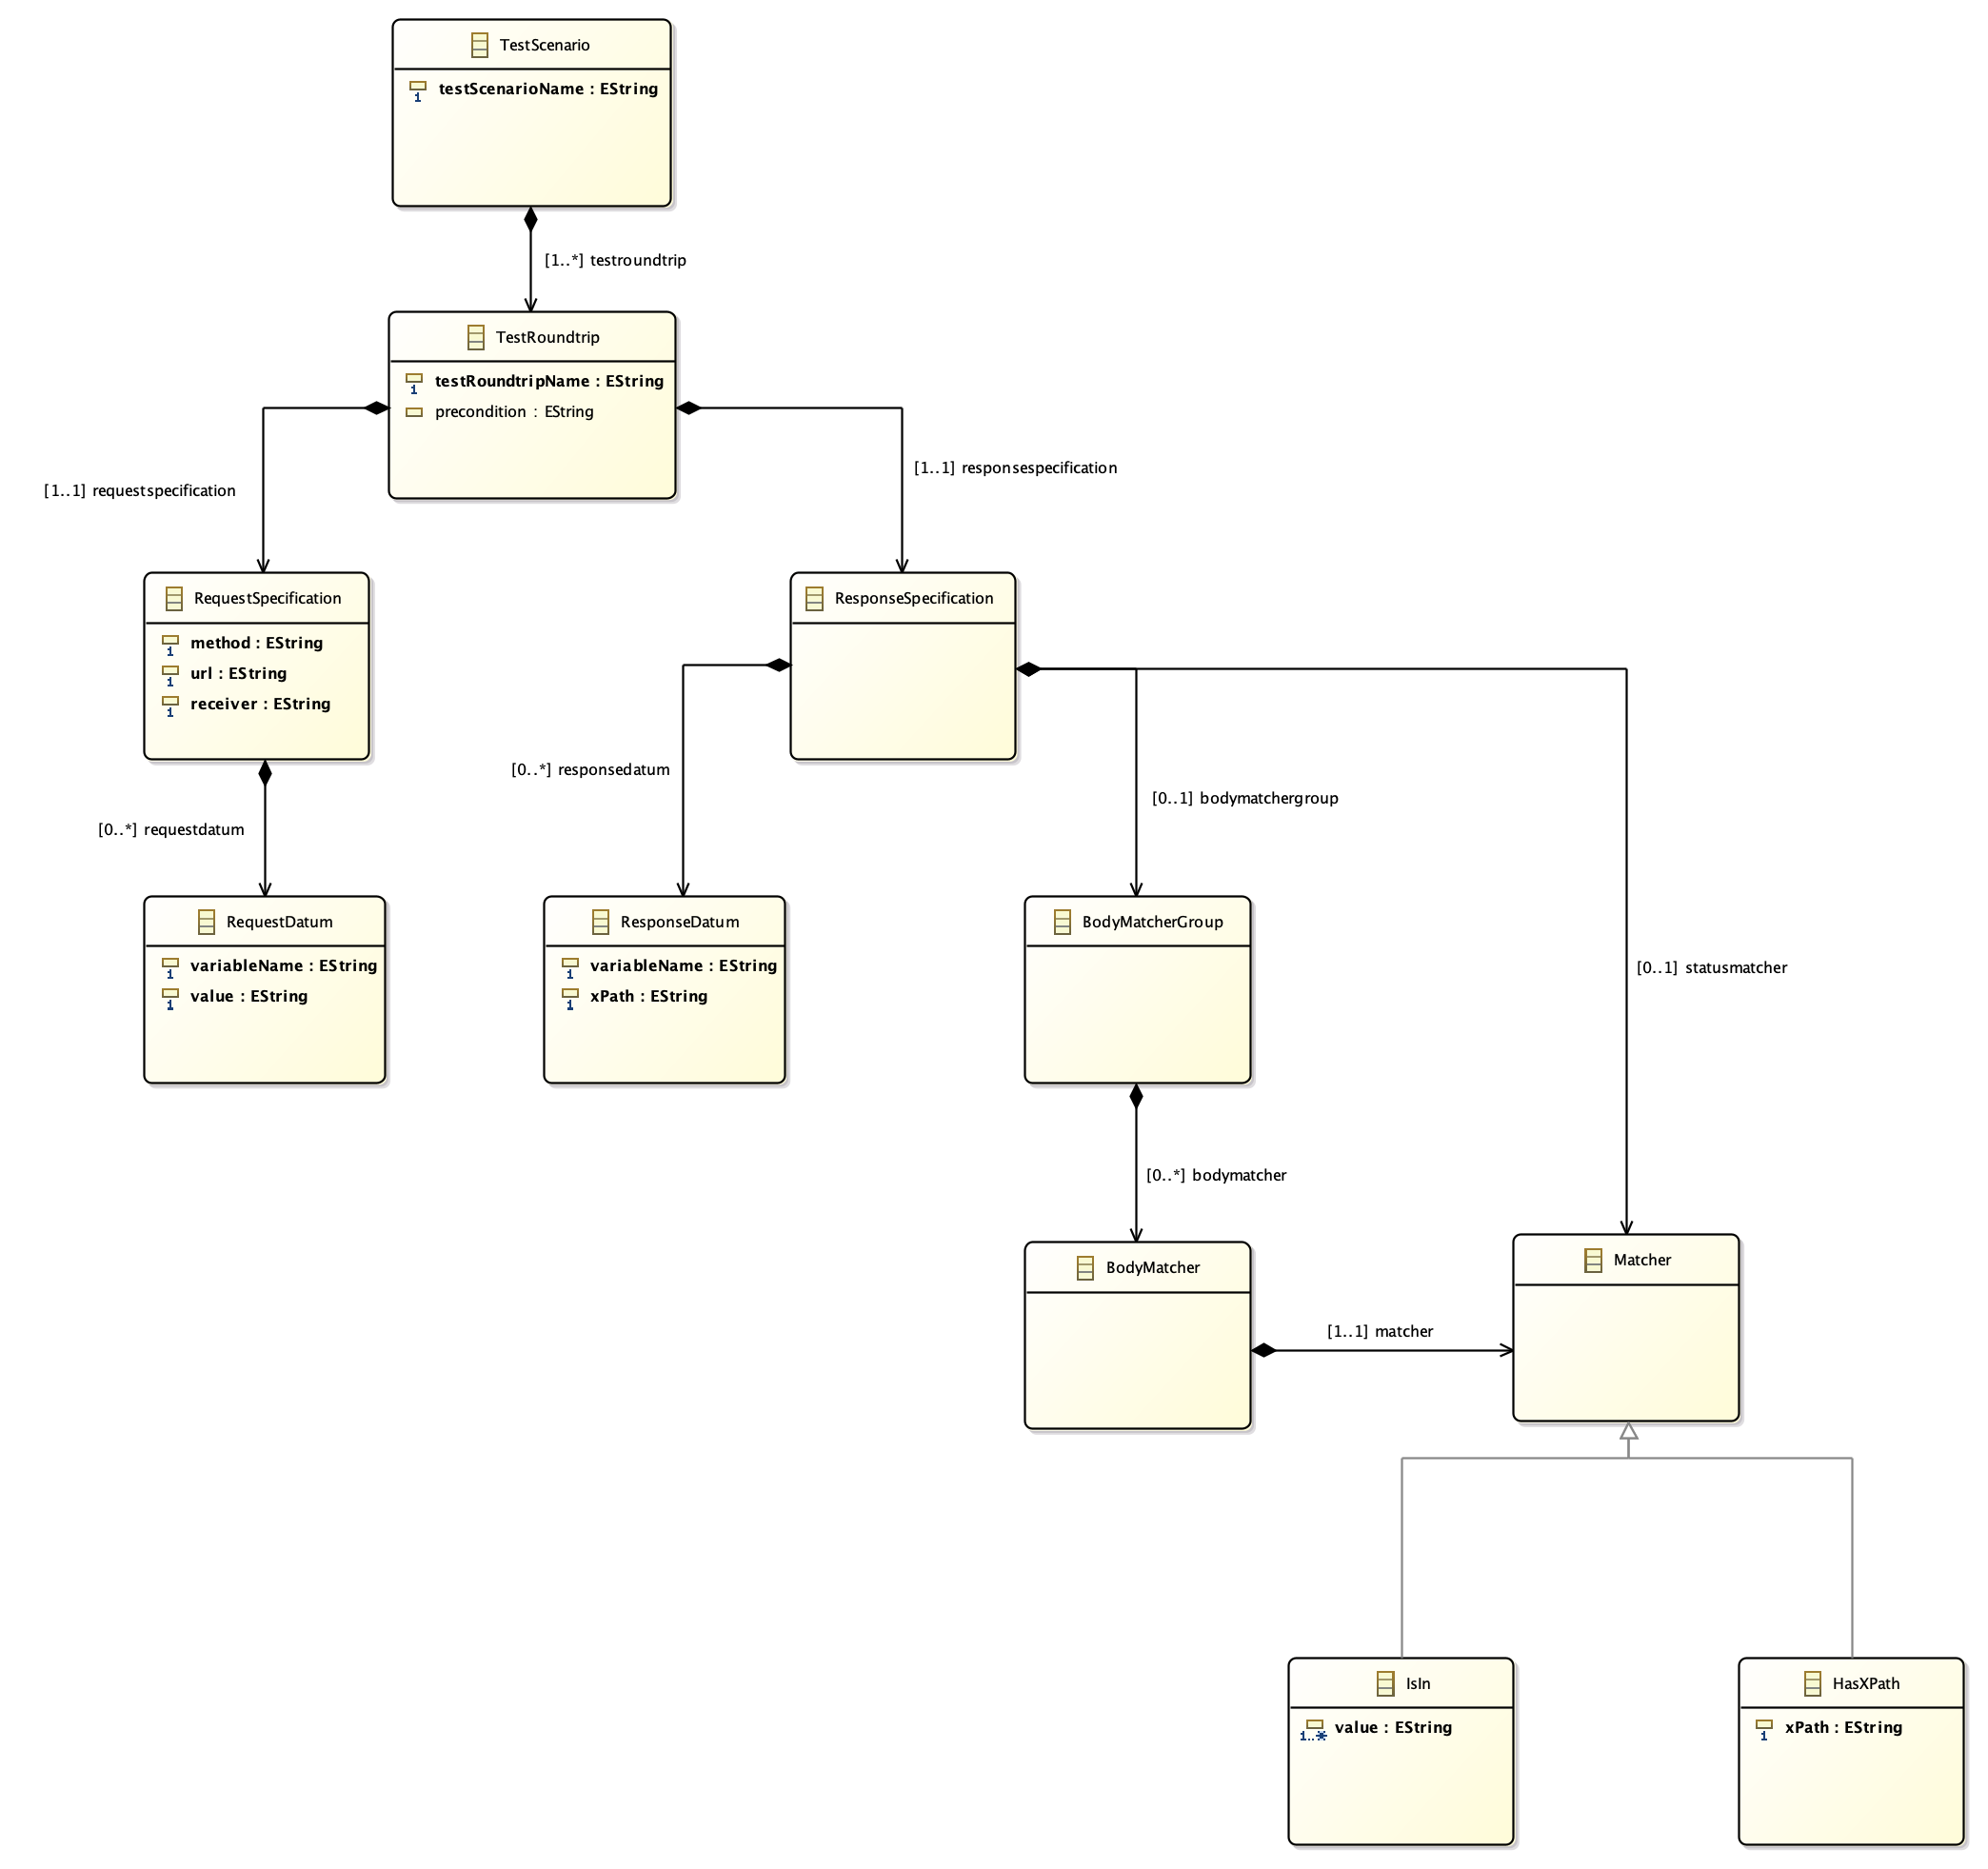 TestScenario
1 testScenarioName : EString
[1..*] testroundtrip
TestRoundtrip
1 testRoundtripName : EString
precondition : EString
[1..1] requestspecification
[1..1] responsespecification
RequestSpecification
1 method : EString
1 url : EString
1 receiver : EString
ResponseSpecification
[0..*] requestdatum
[0..*] responsedatum
[0..1] bodymatchergroup
[0..1] statusmatcher
RequestDatum
1 variableName : EString
1 value : EString
ResponseDatum
1 variableName : EString
1 xPath : EString
BodyMatcherGroup
[0..*] bodymatcher
BodyMatcher
[1..1] matcher
Matcher
IsIn
1..* value : EString
HasXPath
1 xPath : EString